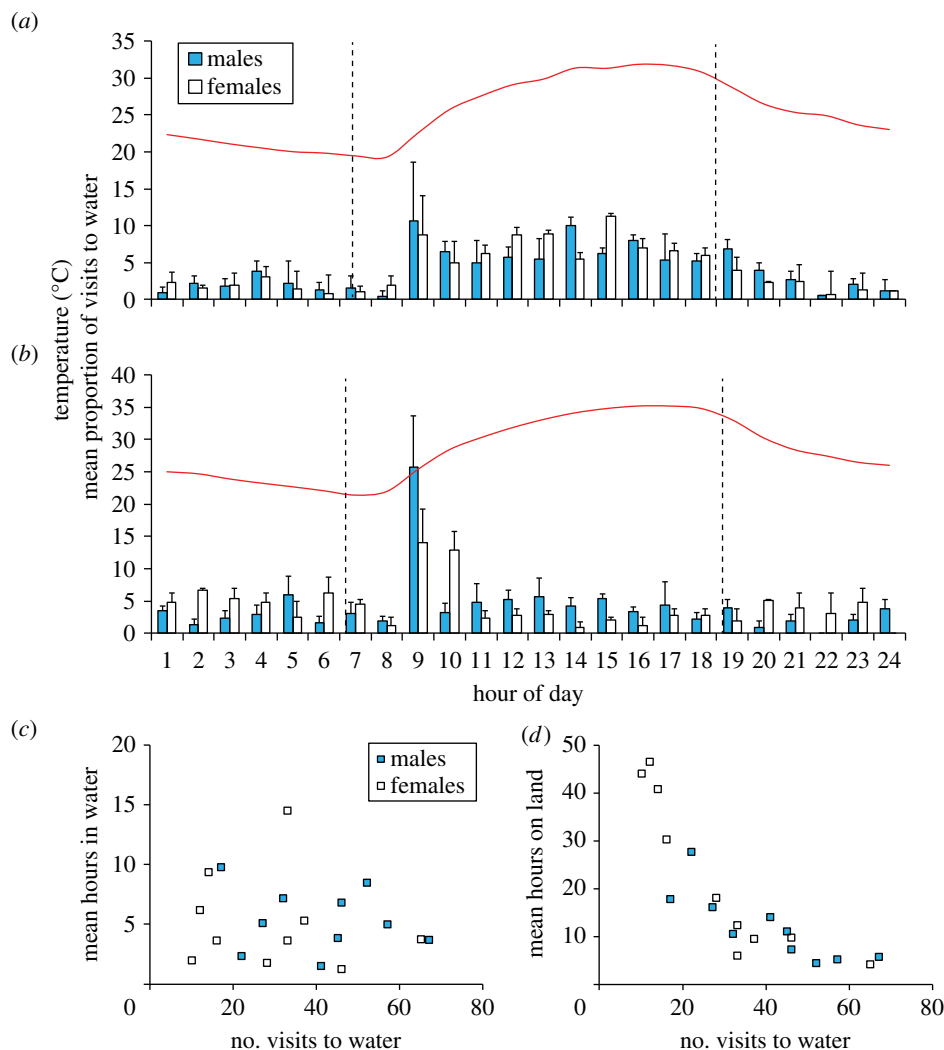 (a)
35
30
25
20
15
10
5
0
males
females
temperature (°C)
mean proportion of visits to water
(b)
40
35
30
25
20
15
10
5
0
1 2 3 4 5 6 7 8 9 10 11 12 13 14 15 16 17 18 19 20 21 22 23 24
hour of day
(c)
20
15
10
5
0 20 40 60 80
mean hours in water
no. visits to water
males
females
(d)
50
40
30
20
10
0 20 40 60 80
mean hours on land
no. visits to water